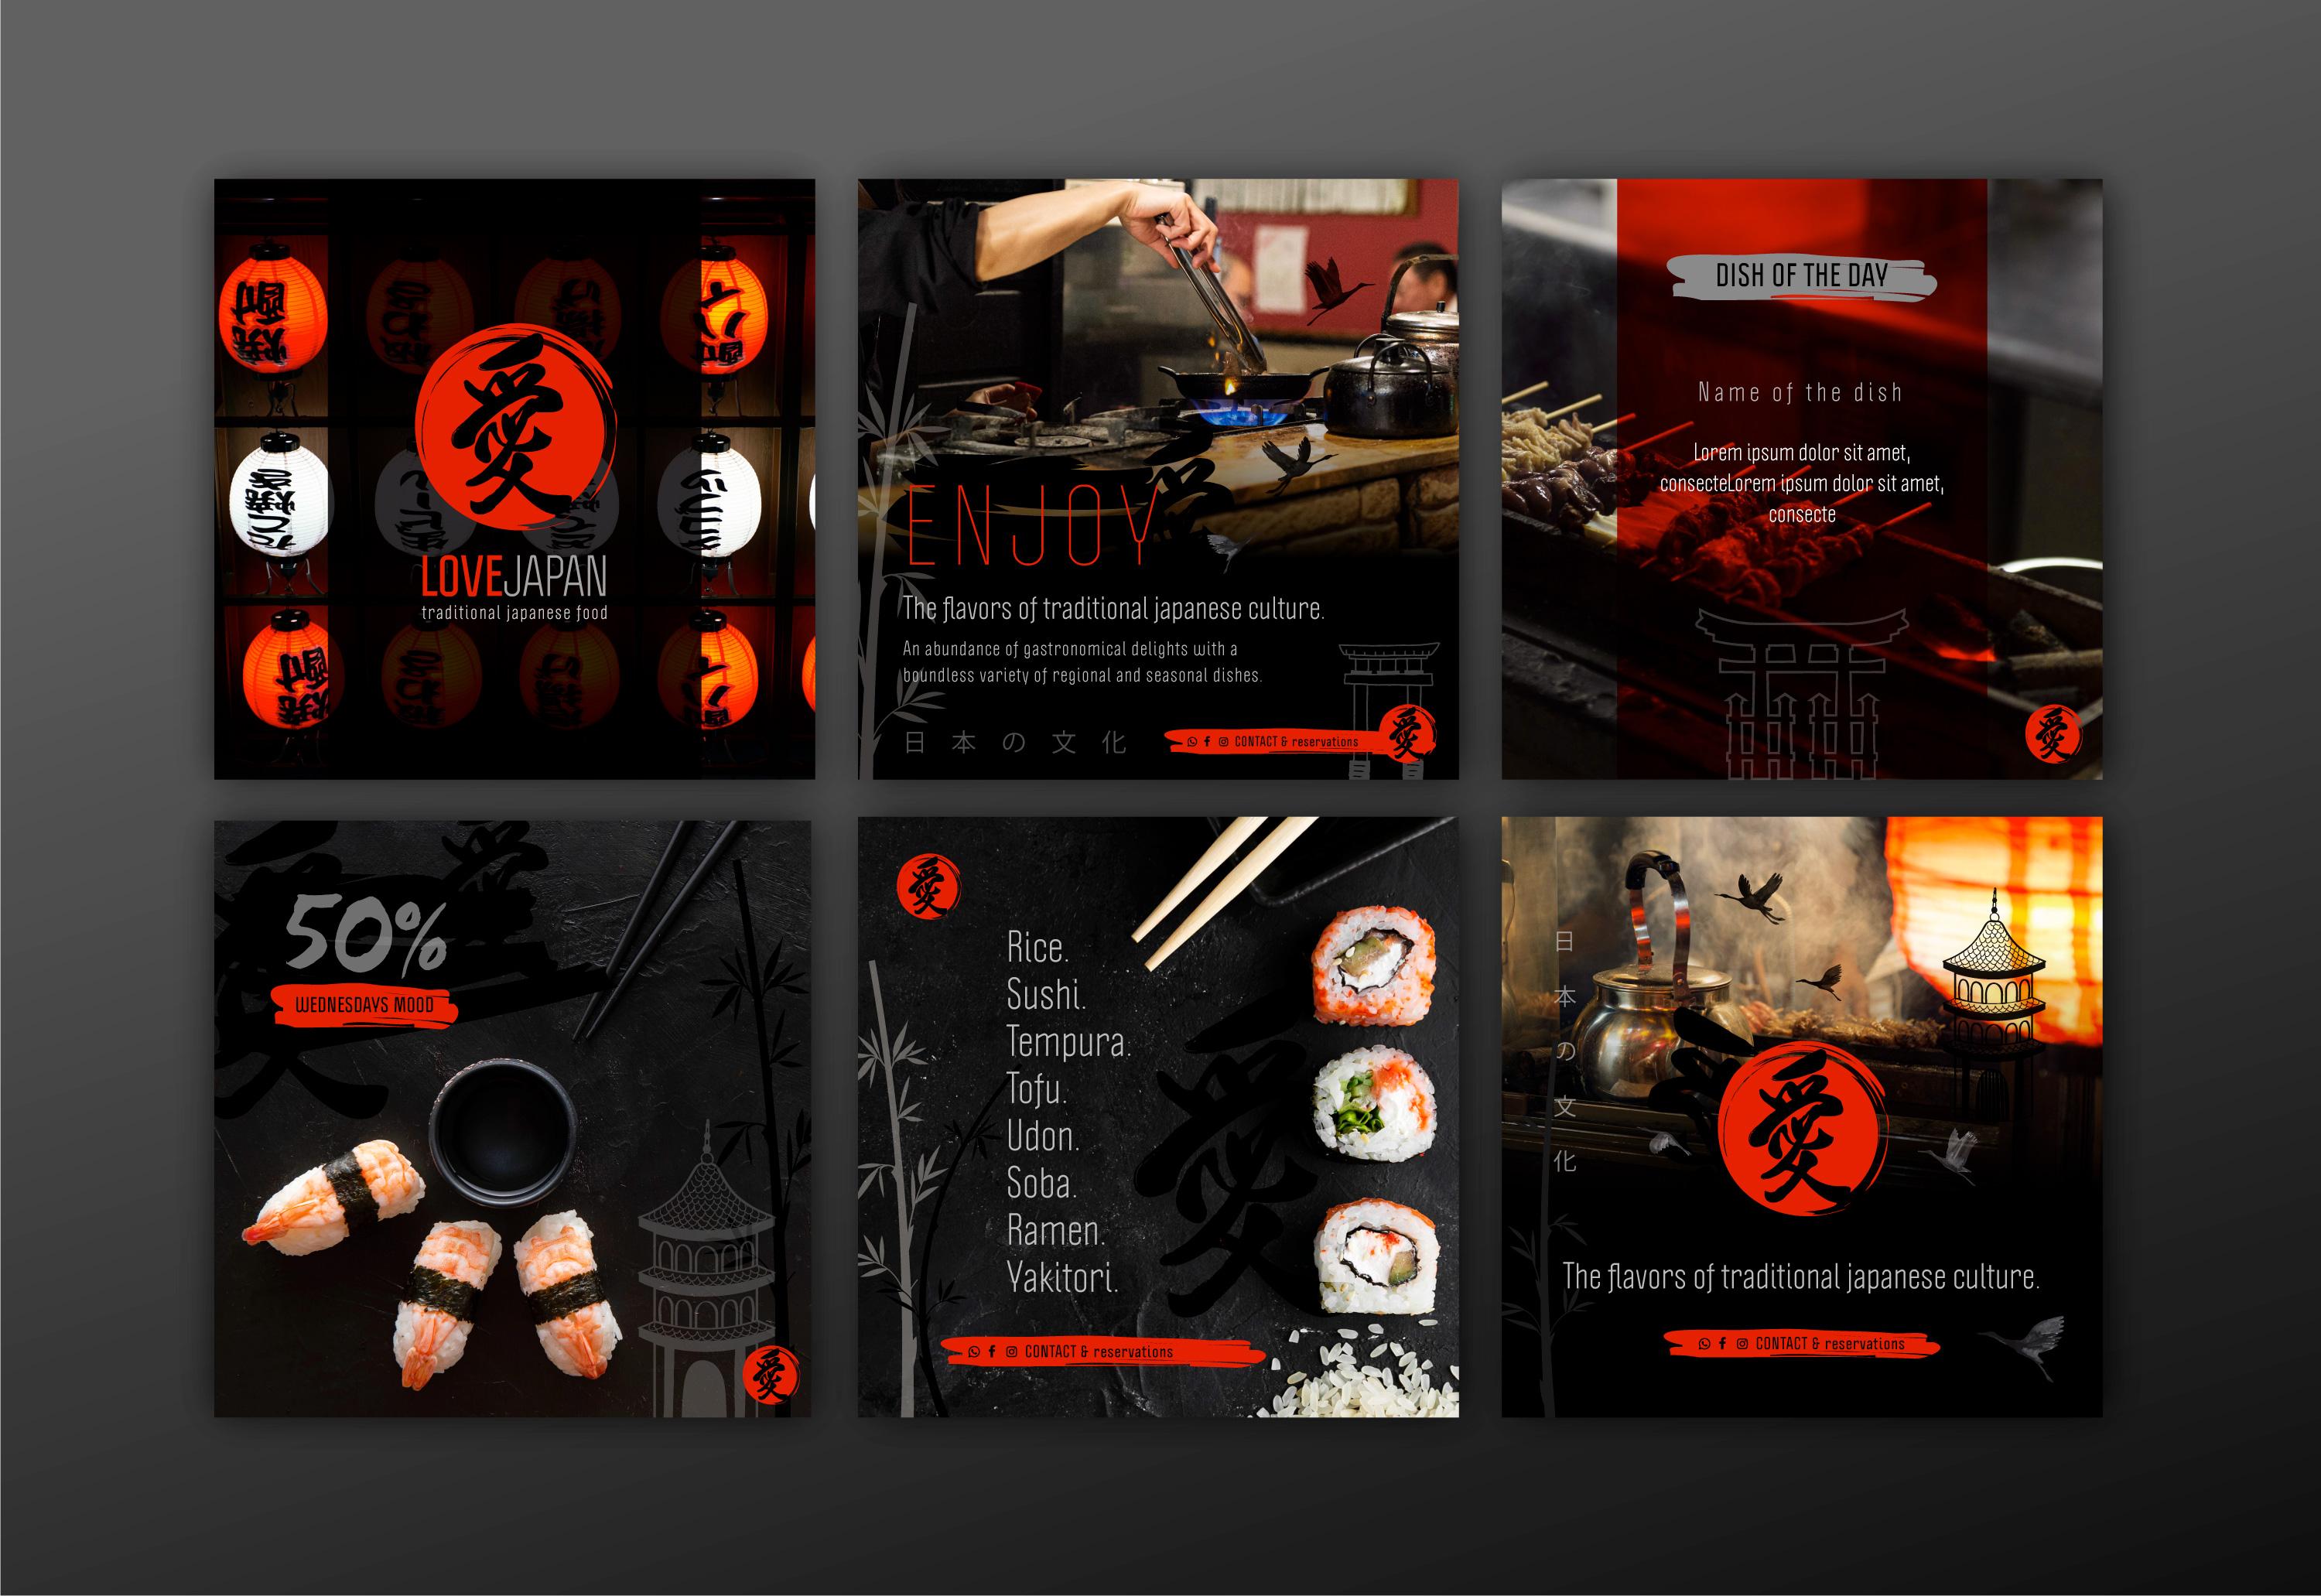 愛
LOVEJAPAN
traditional japanese food
愛
ENJOY
The flavors of traditional japanese culture.
An abundance of gastronomical delights with a
boundless variety of regional and seasonal dishes.
日本の文化
CONTACT & reservations
愛
DISH OF THE DAY
Name of the dish
Lorem ipsum dolor sit amet,
consecteLorem ipsum dolor sit amet,
consecte
愛
愛
50%
WEDNESDAYS MOOD
愛
愛
Rice.
Sushi.
Tempura.
Tofu.
Udon.
Soba.
Ramen.
Yakitori.
愛
CONTACT & reservations
日本の文化
愛
The flavors of traditional japanese culture.
CONTACT & reservations